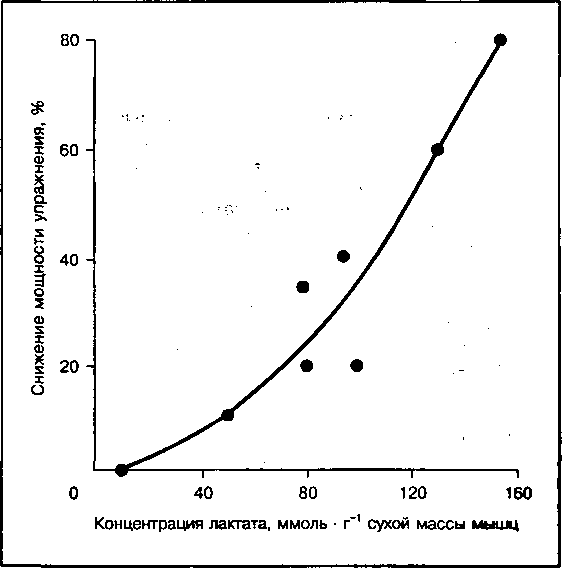 80
60
40
20
Снижение мощности упражнения, %
0 40 80 120 160
Концентрация лактата, ммоль · г⁻¹ сухой массы мышц